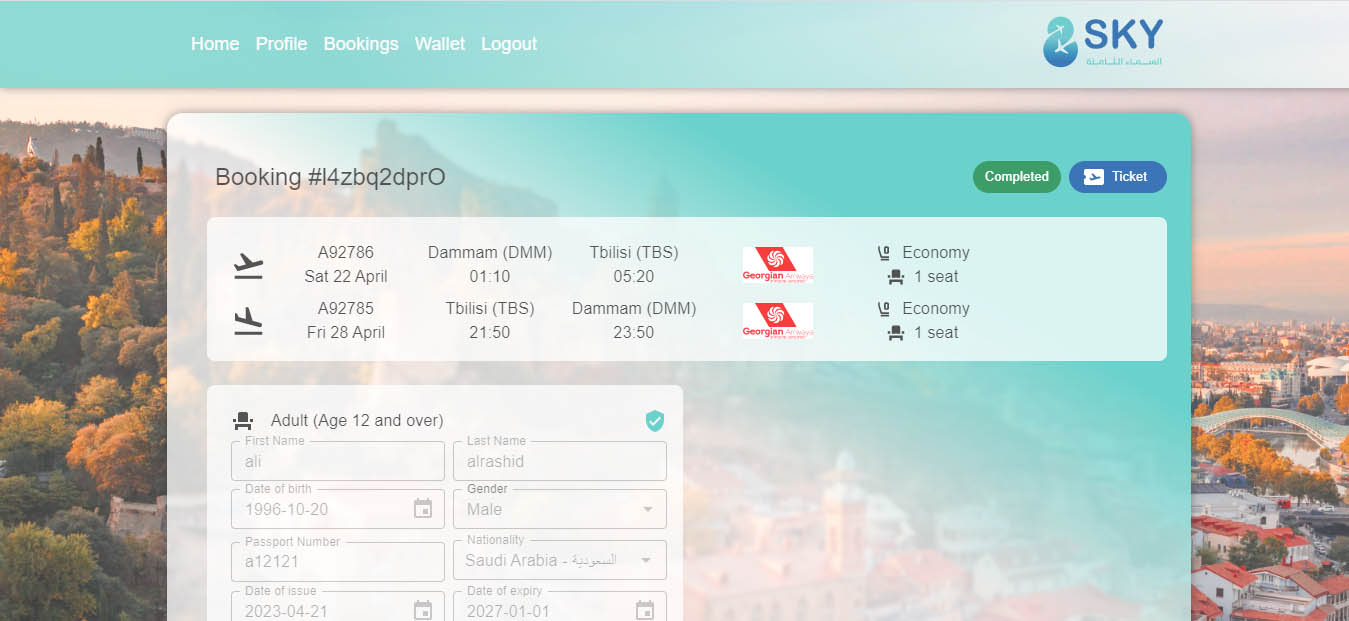 Home Profile Bookings Wallet Logout
SKY
السماء الثامنة
Booking #l4zbq2dprO
Completed
Ticket
A92786 Dammam (DMM) Tbilisi (TBS) Economy
Sat 22 April 01:10 05:20 Georgian Airways 1 seat
A92785 Tbilisi (TBS) Dammam (DMM) Economy
Fri 28 April 21:50 23:50 Georgian Airways 1 seat
Adult (Age 12 and over)
First Name Last Name
ali alrashid
Date of birth Gender
1996-10-20 Male
Passport Number Nationality
a12121 Saudi Arabia - السعودية
Date of issue Date of expiry
2023-04-21 2027-01-01